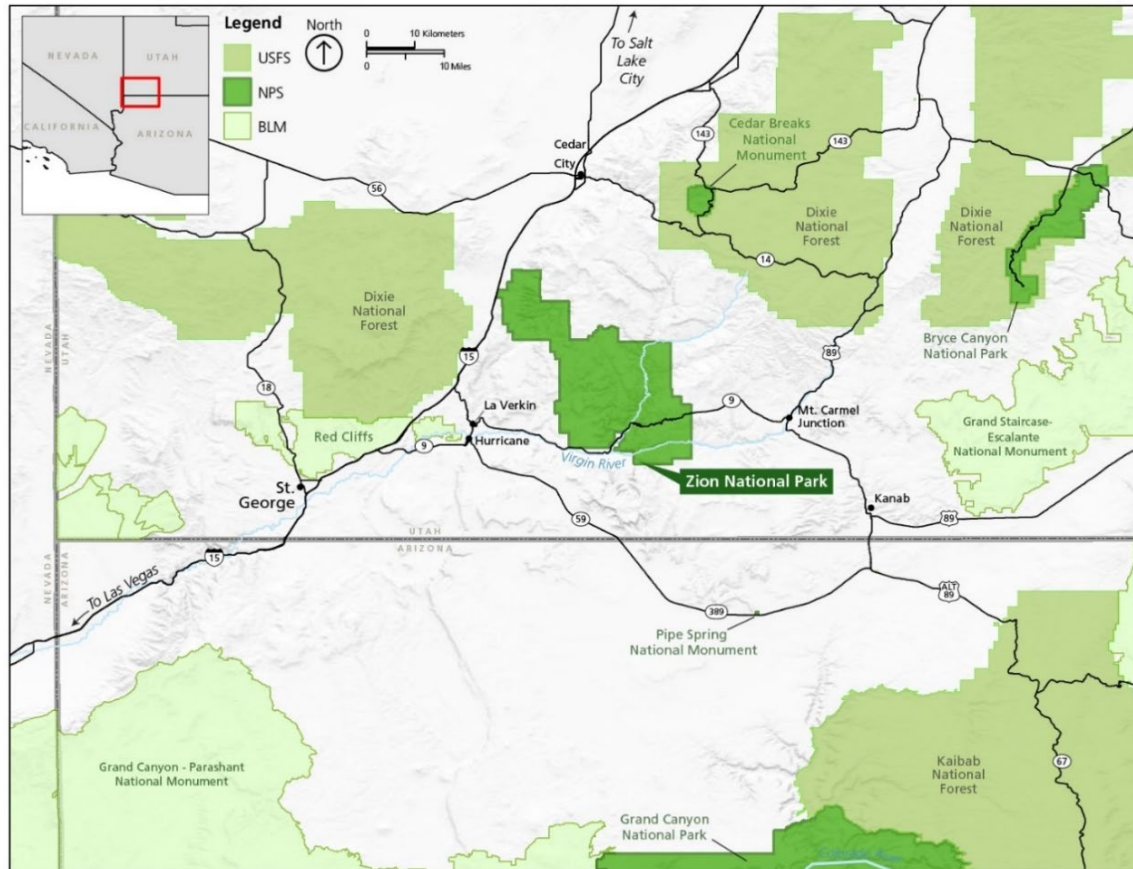 NEVADA
UTAH
CALIFORNIA
ARIZONA
Legend
USFS
NPS
BLM
North
0
10 Kilometers
0
10 Miles
To Salt
Lake
City
143
Cedar Breaks
National
Monument
143
Cedar
City
56
Dixie
National
Forest
Dixie
National
Forest
14
Dixie
National
Forest
Bryce Canyon
National Park
NEVADA
UTAH
15
89
18
La Verkin
Red Cliffs
9
Hurricane
9
Mt. Carmel
Junction
Grand Staircase-
Escalante
National Monument
Virgin River
Zion National Park
St.
George
Kanab
59
89
UTAH
ARIZONA
15
NEVADA
ARIZONA
To Las Vegas
ALT
89
389
Pipe Spring
National Monument
Grand Canyon - Parashant
National Monument
67
Kaibab
National
Forest
Grand Canyon
National Park